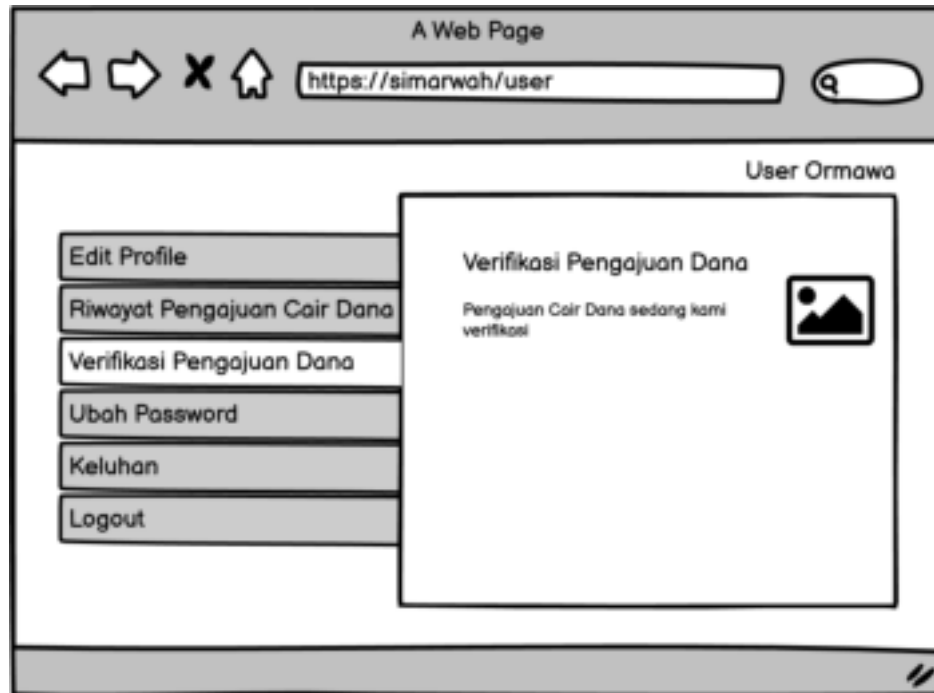 A Web Page
https://simarwah/user
User Ormawa
Edit Profile
Riwayat Pengajuan Cair Dana
Verifikasi Pengajuan Dana
Ubah Password
Keluhan
Logout
Verifikasi Pengajuan Dana
Pengajuan Cair Dana sedang kami
verifikasi